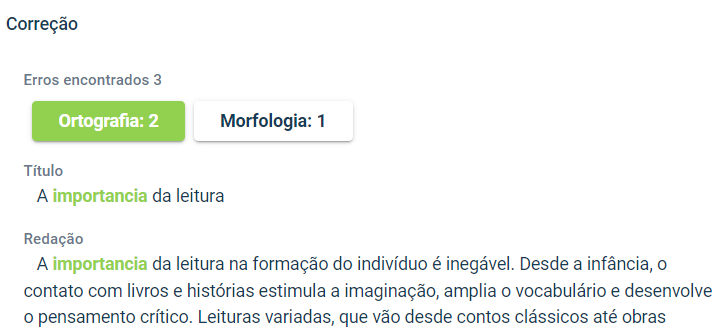 Correção
Erros encontrados 3
Ortografia: 2 Morfologia: 1
Título
A importancia da leitura
Redação
A importancia da leitura na formação do indivíduo é inegável. Desde a infância, o
contato com livros e histórias estimula a imaginação, amplia o vocabulário e desenvolve
o pensamento crítico. Leituras variadas, que vão desde contos clássicos até obras